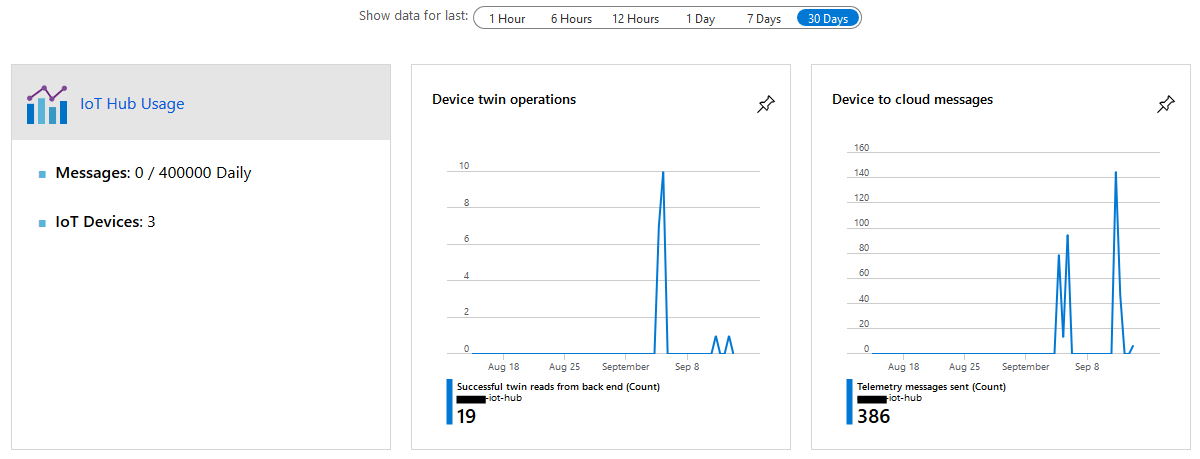 Show data for last: 1 Hour 6 Hours 12 Hours 1 Day 7 Days 30 Days
IoT Hub Usage
Messages: 0 / 400000 Daily
IoT Devices: 3
Device twin operations
10
8
6
4
2
0
Aug 18 Aug 25 September Sep 8
Successful twin reads from back end (Count)
-iot-hub
19
Device to cloud messages
160
140
120
100
80
60
40
20
0
Aug 18 Aug 25 September Sep 8
Telemetry messages sent (Count)
-iot-hub
386